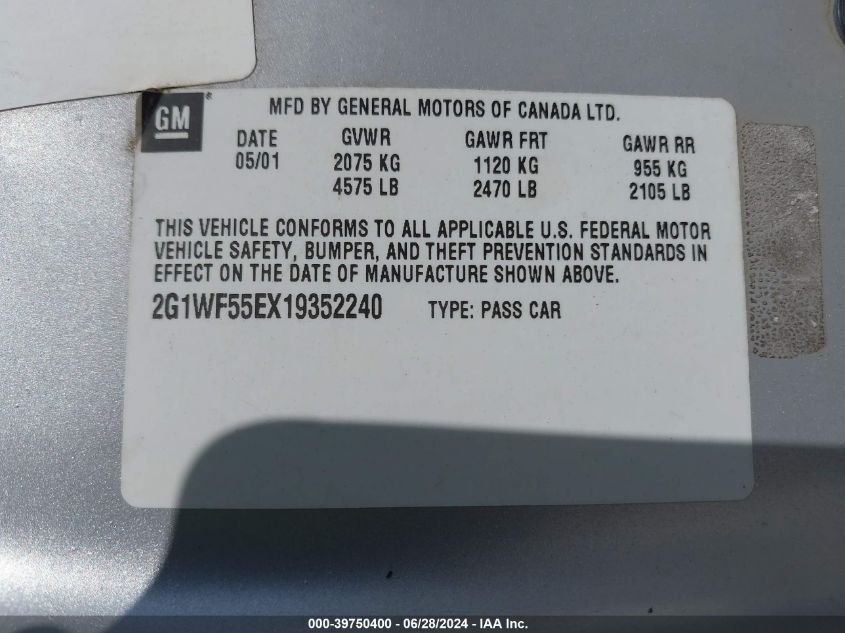 GM®
MFD BY GENERAL MOTORS OF CANADA LTD.
DATE GVWR GAWR FRT GAWR RR
05/01 2075 KG 1120 KG 955 KG
4575 LB 2470 LB 2105 LB
THIS VEHICLE CONFORMS TO ALL APPLICABLE U.S. FEDERAL MOTOR
VEHICLE SAFETY, BUMPER, AND THEFT PREVENTION STANDARDS IN
EFFECT ON THE DATE OF MANUFACTURE SHOWN ABOVE.
2G1WF55EX19352240 TYPE: PASS CAR
000-39750400 / 06/28/2024 - IAA Inc.